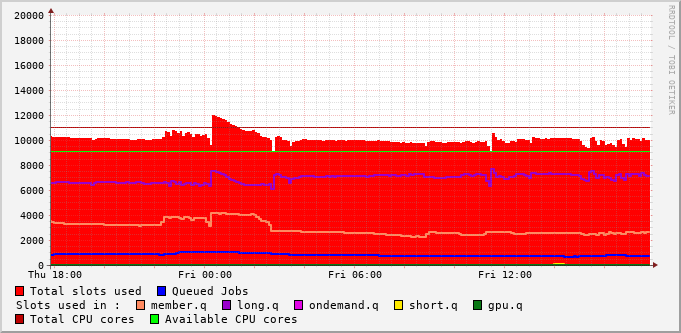 20000
18000
16000
14000
12000
10000
8000
6000
4000
2000
0
Thu 18:00 Fri 00:00 Fri 06:00 Fri 12:00
RRDTOOL / TOBI OETIKER
Total slots used Queued Jobs
Slots used in : member.q long.q ondemand.q short.q gpu.q
Total CPU cores Available CPU cores